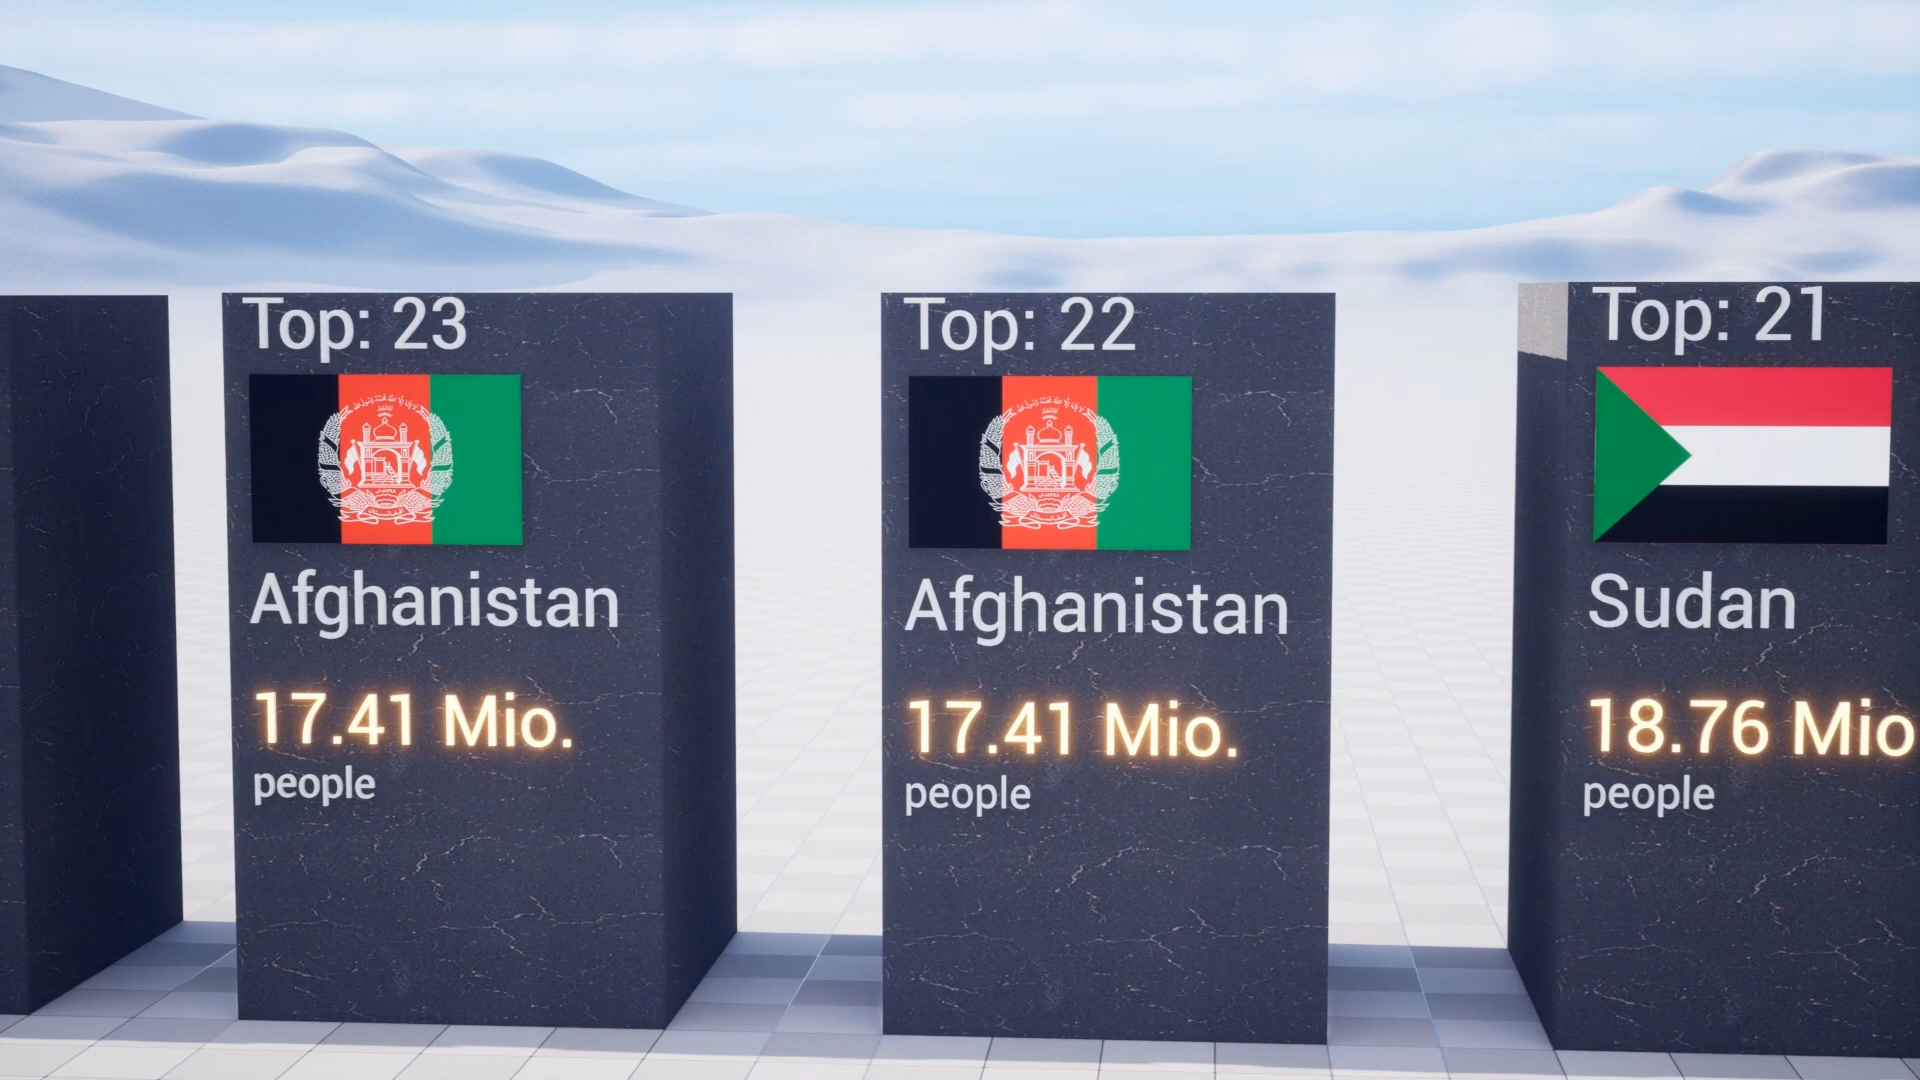 Top: 23
Afghanistan
17.41 Mio.
people
Top: 22
Afghanistan
17.41 Mio.
people
Top: 21
Sudan
18.76 Mio
people